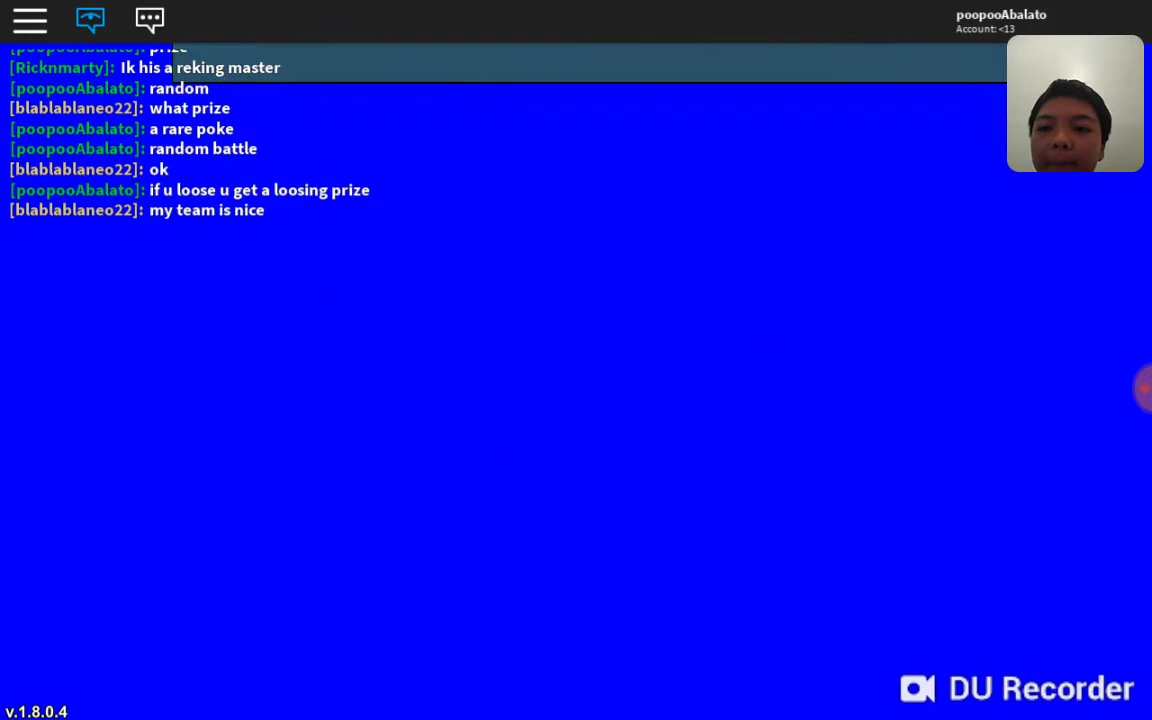 poopooAbalato
Account: <13
[poopooAbalato]: prize
[Ricknmarty]: Ik his a reking master
[poopooAbalato]: random
[blablablaneo22]: what prize
[poopooAbalato]: a rare poke
[poopooAbalato]: random battle
[blablablaneo22]: ok
[poopooAbalato]: if u loose u get a loosing prize
[blablablaneo22]: my team is nice
DU Recorder
v.1.8.0.4